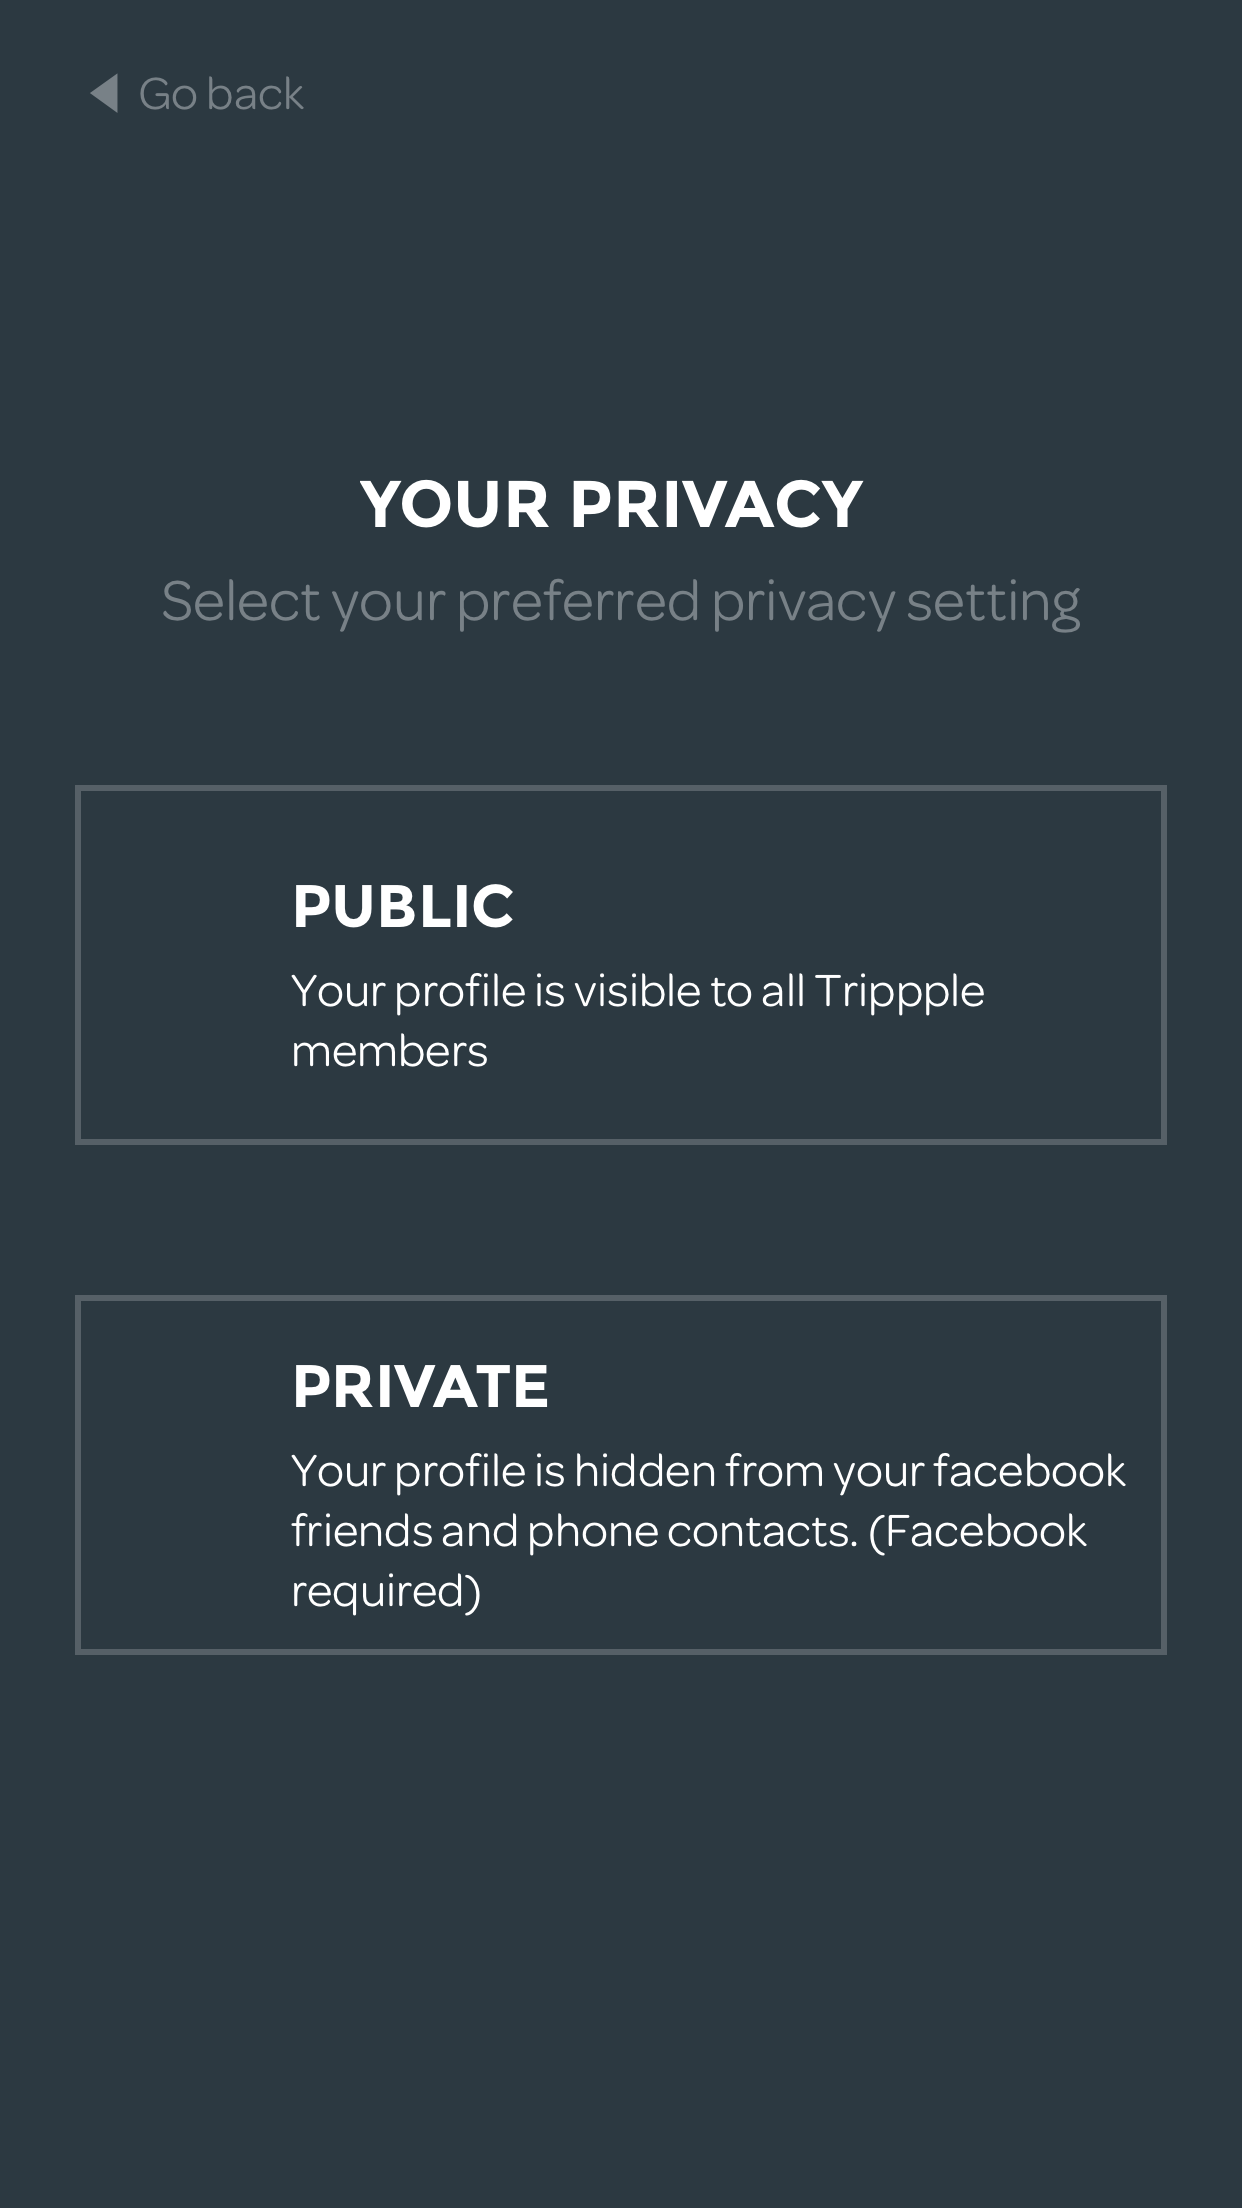 Go back
YOUR PRIVACY
Select your preferred privacy setting
PUBLIC
Your profile is visible to all Trippple
members
PRIVATE
Your profile is hidden from your facebook
friends and phone contacts. (Facebook
required)